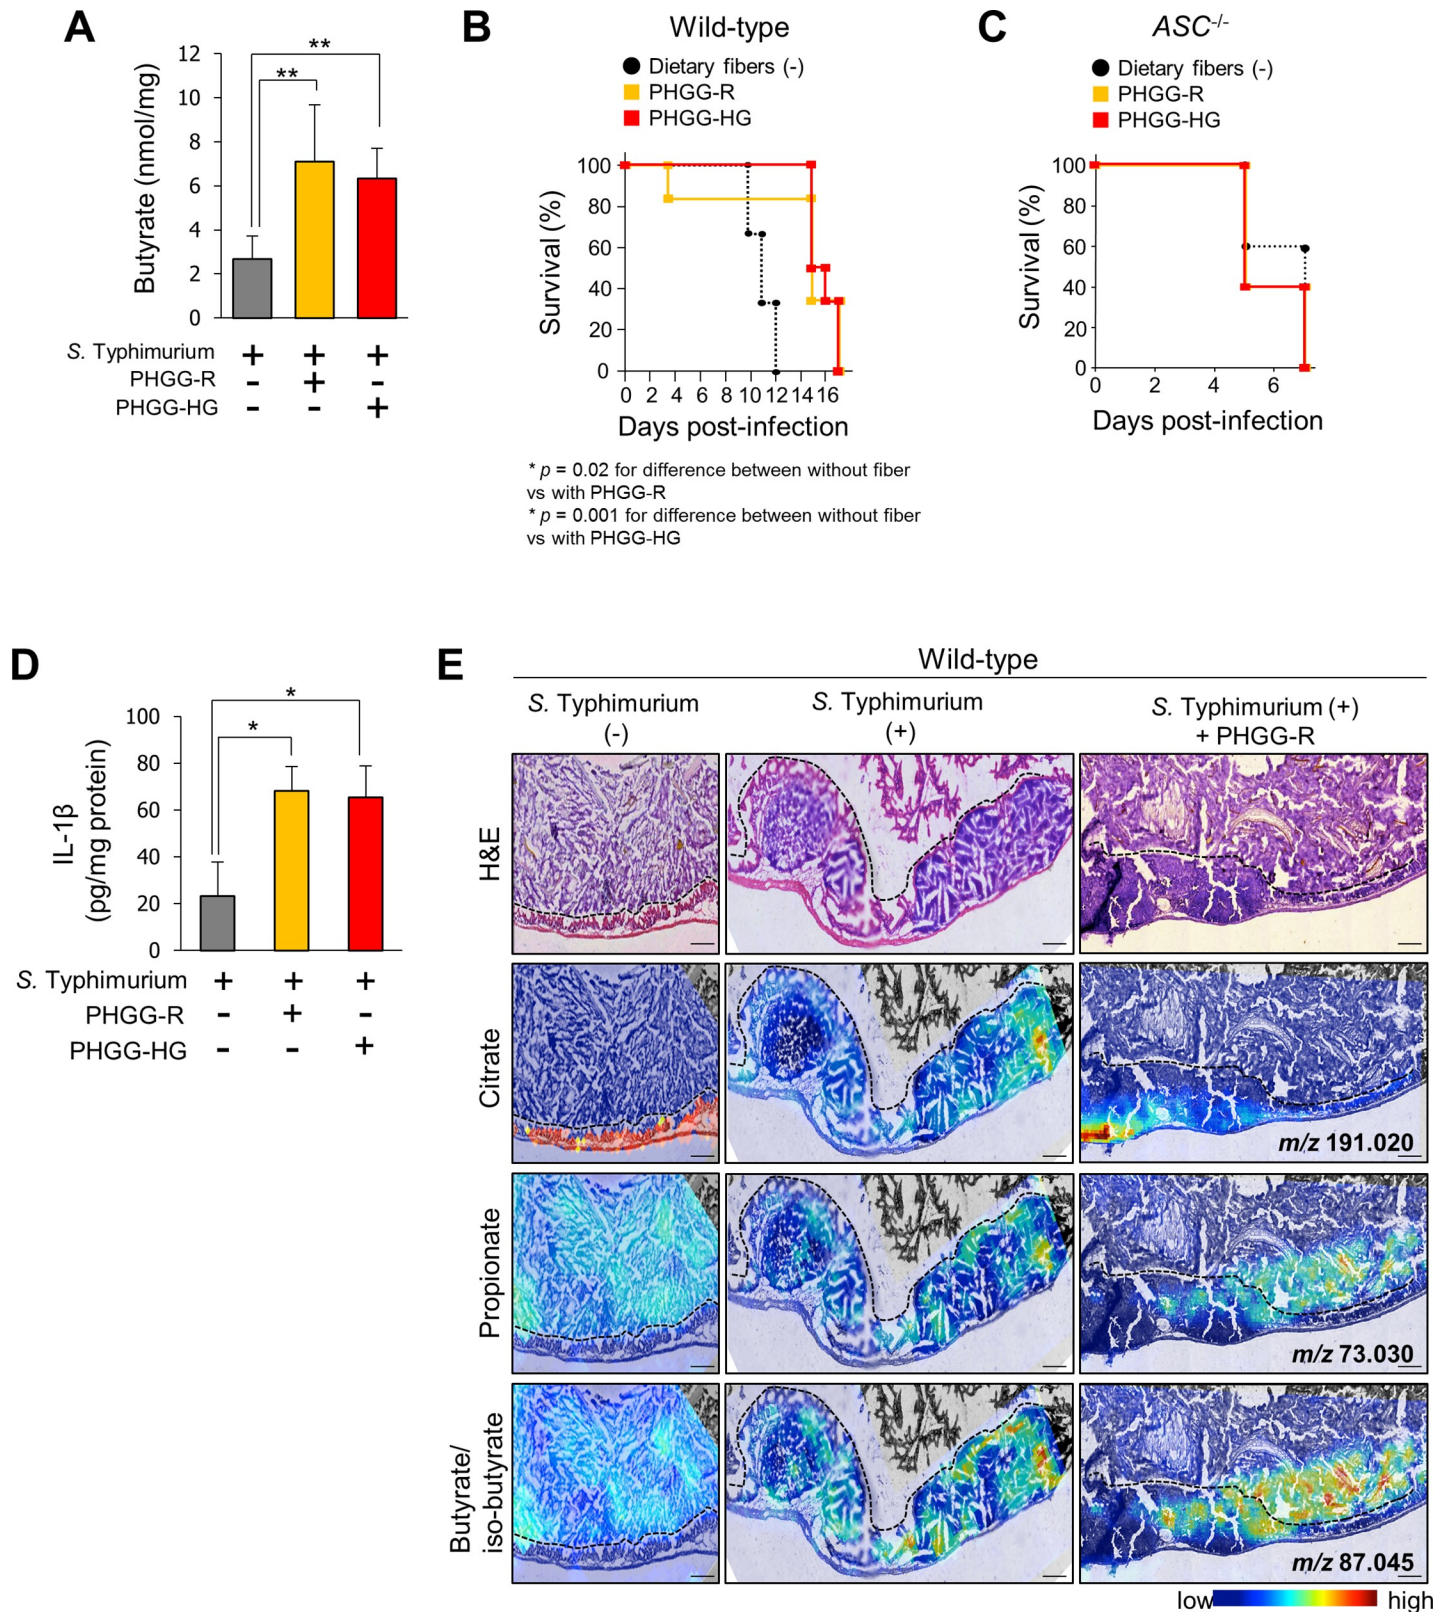 A
12
10
8
6
4
2
0
Butyrate (nmol/mg)
**
**
S. Typhimurium + + +
PHGG-R - + -
PHGG-HG - - +
B
Wild-type
Dietary fibers (-)
PHGG-R
PHGG-HG
100
80
60
40
20
0
Survival (%)
0 2 4 6 8 10 12 14 16
Days post-infection
* p = 0.02 for difference between without fiber
vs with PHGG-R
* p = 0.001 for difference between without fiber
vs with PHGG-HG
C
ASC-/-
Dietary fibers (-)
PHGG-R
PHGG-HG
100
80
60
40
20
0
Survival (%)
0 2 4 6
Days post-infection
D
100
80
60
40
20
0
IL-1β
(pg/mg protein)
*
*
S. Typhimurium + + +
PHGG-R - + -
PHGG-HG - - +
E
Wild-type
S. Typhimurium
(-)
S. Typhimurium
(+)
S. Typhimurium (+)
+ PHGG-R
H&E
Citrate
m/z 191.020
Propionate
m/z 73.030
Butyrate/
iso-butyrate
m/z 87.045
low high